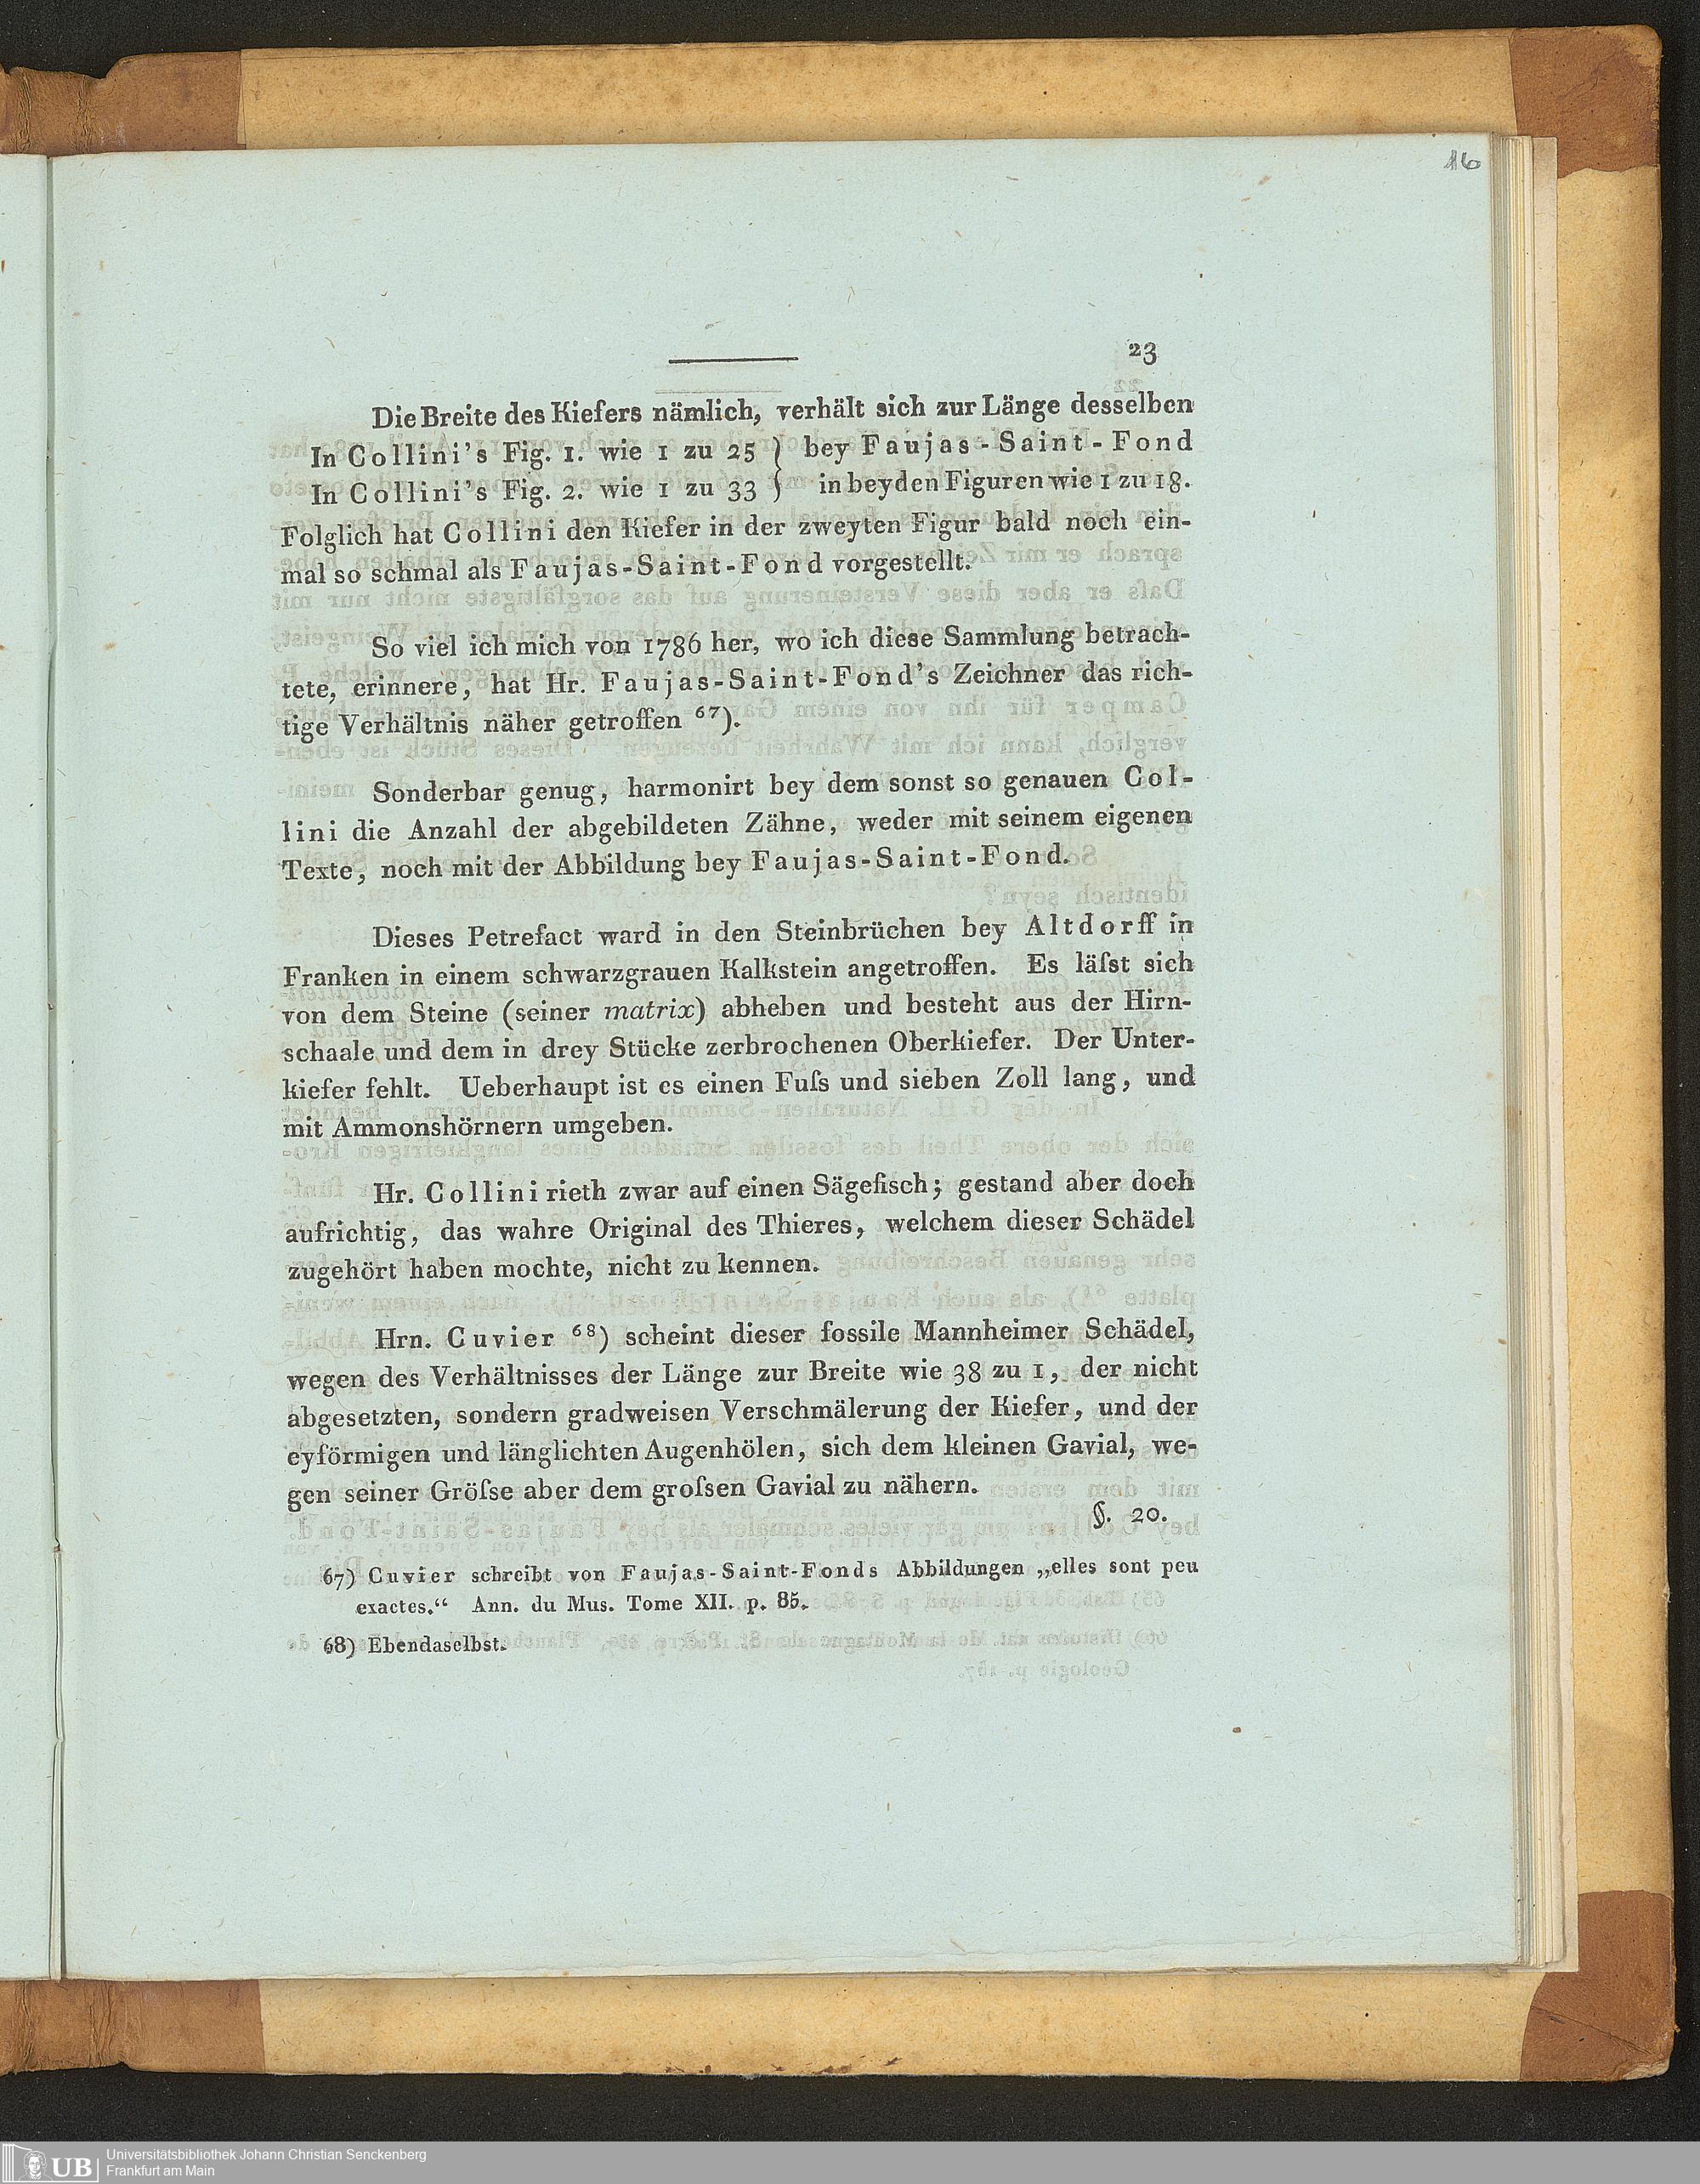 16
23
Die Breite des Kiefers nämlich, verhält sich zur Länge desselben
In Collini's Fig. 1. wie 1 zu 25 } bey Faujas-Saint-Fond
In Collini's Fig. 2. wie 1 zu 33 } in beyden Figuren wie 1 zu 18.
Folglich hat Collini den Kiefer in der zweyten Figur bald noch ein-
mal so schmal als Faujas-Saint-Fond vorgestellt.
So viel ich mich von 1786 her, wo ich diese Sammlung betrach-
tete, erinnere, hat Hr. Faujas-Saint-Fond's Zeichner das rich-
tige Verhältnis näher getroffen 67).
Sonderbar genug, harmonirt bey dem sonst so genauen Col-
lini die Anzahl der abgebildeten Zähne, weder mit seinem eigenen
Texte, noch mit der Abbildung bey Faujas-Saint-Fond.
Dieses Petrefact ward in den Steinbrüchen bey Altdorff in
Franken in einem schwarzgrauen Kalkstein angetroffen. Es läſst sich
von dem Steine (seiner matrix) abheben und besteht aus der Hirn-
schaale und dem in drey Stücke zerbrochenen Oberkiefer. Der Unter-
kiefer fehlt. Ueberhaupt ist es einen Fuſs und sieben Zoll lang, und
mit Ammonshörnern umgeben.
Hr. Collini rieth zwar auf einen Sägefisch; gestand aber doch
aufrichtig, das wahre Original des Thieres, welchem dieser Schädel
zugehört haben mochte, nicht zu kennen.
Hrn. Cuvier 68) scheint dieser fossile Mannheimer Schädel,
wegen des Verhältnisses der Länge zur Breite wie 38 zu 1, der nicht
abgesetzten, sondern gradweisen Verschmälerung der Kiefer, und der
eyförmigen und länglichten Augenhölen, sich dem kleinen Gavial, we-
gen seiner Gröſse aber dem groſsen Gavial zu nähern.
§. 20.
67) Cuvier schreibt von Faujas-Saint-Fonds Abbildungen „elles sont peu
exactes.“ Ann. du Mus. Tome XII. p. 85.
68) Ebendaselbst.
UB Universitätsbibliothek Johann Christian Senckenberg
Frankfurt am Main